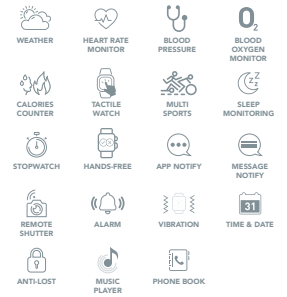 O2
WEATHER
HEART RATE
MONITOR
BLOOD
PRESSURE
BLOOD
OXYGEN
MONITOR
CALORIES
COUNTER
TACTILE
WATCH
MULTI
SPORTS
zzZ
SLEEP
MONITORING
STOPWATCH
HANDS-FREE
APP NOTIFY
MESSAGE
NOTIFY
REMOTE
SHUTTER
ALARM
VIBRATION
31
TIME & DATE
ANTI-LOST
MUSIC
PLAYER
PHONE BOOK